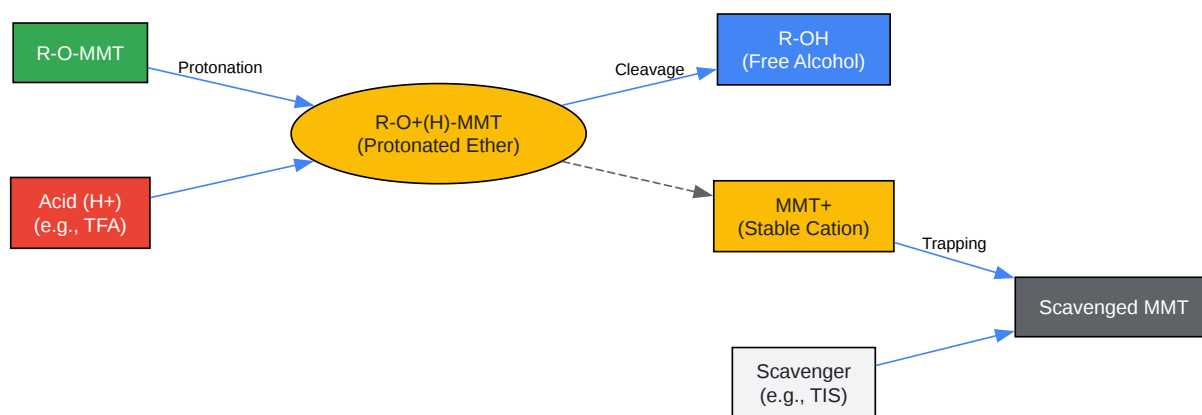 R-O-MMT
Protonation
Acid (H+)
(e.g., TFA)
R-O+(H)-MMT
(Protonated Ether)
Cleavage
R-OH
(Free Alcohol)
MMT+
(Stable Cation)
Trapping
Scavenger
(e.g., TIS)
Scavenged MMT